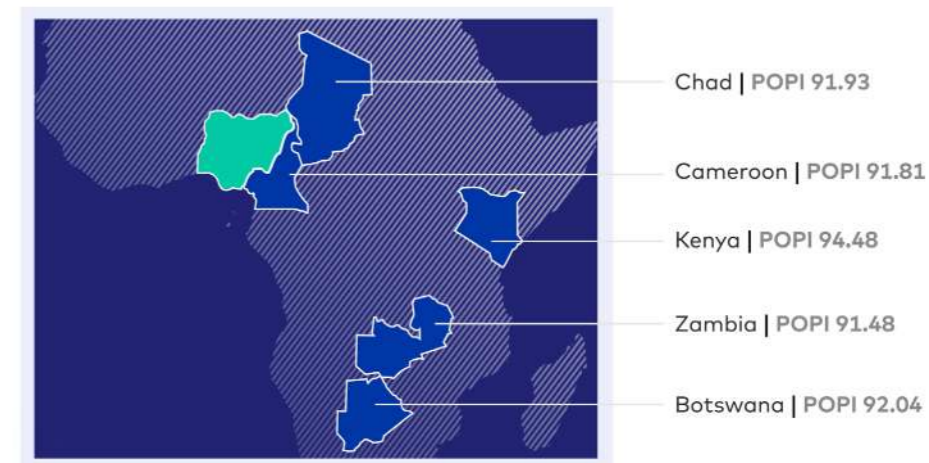 Chad | POPI 91.93
Cameroon | POPI 91.81
Kenya | POPI 94.48
Zambia | POPI 91.48
Botswana | POPI 92.04